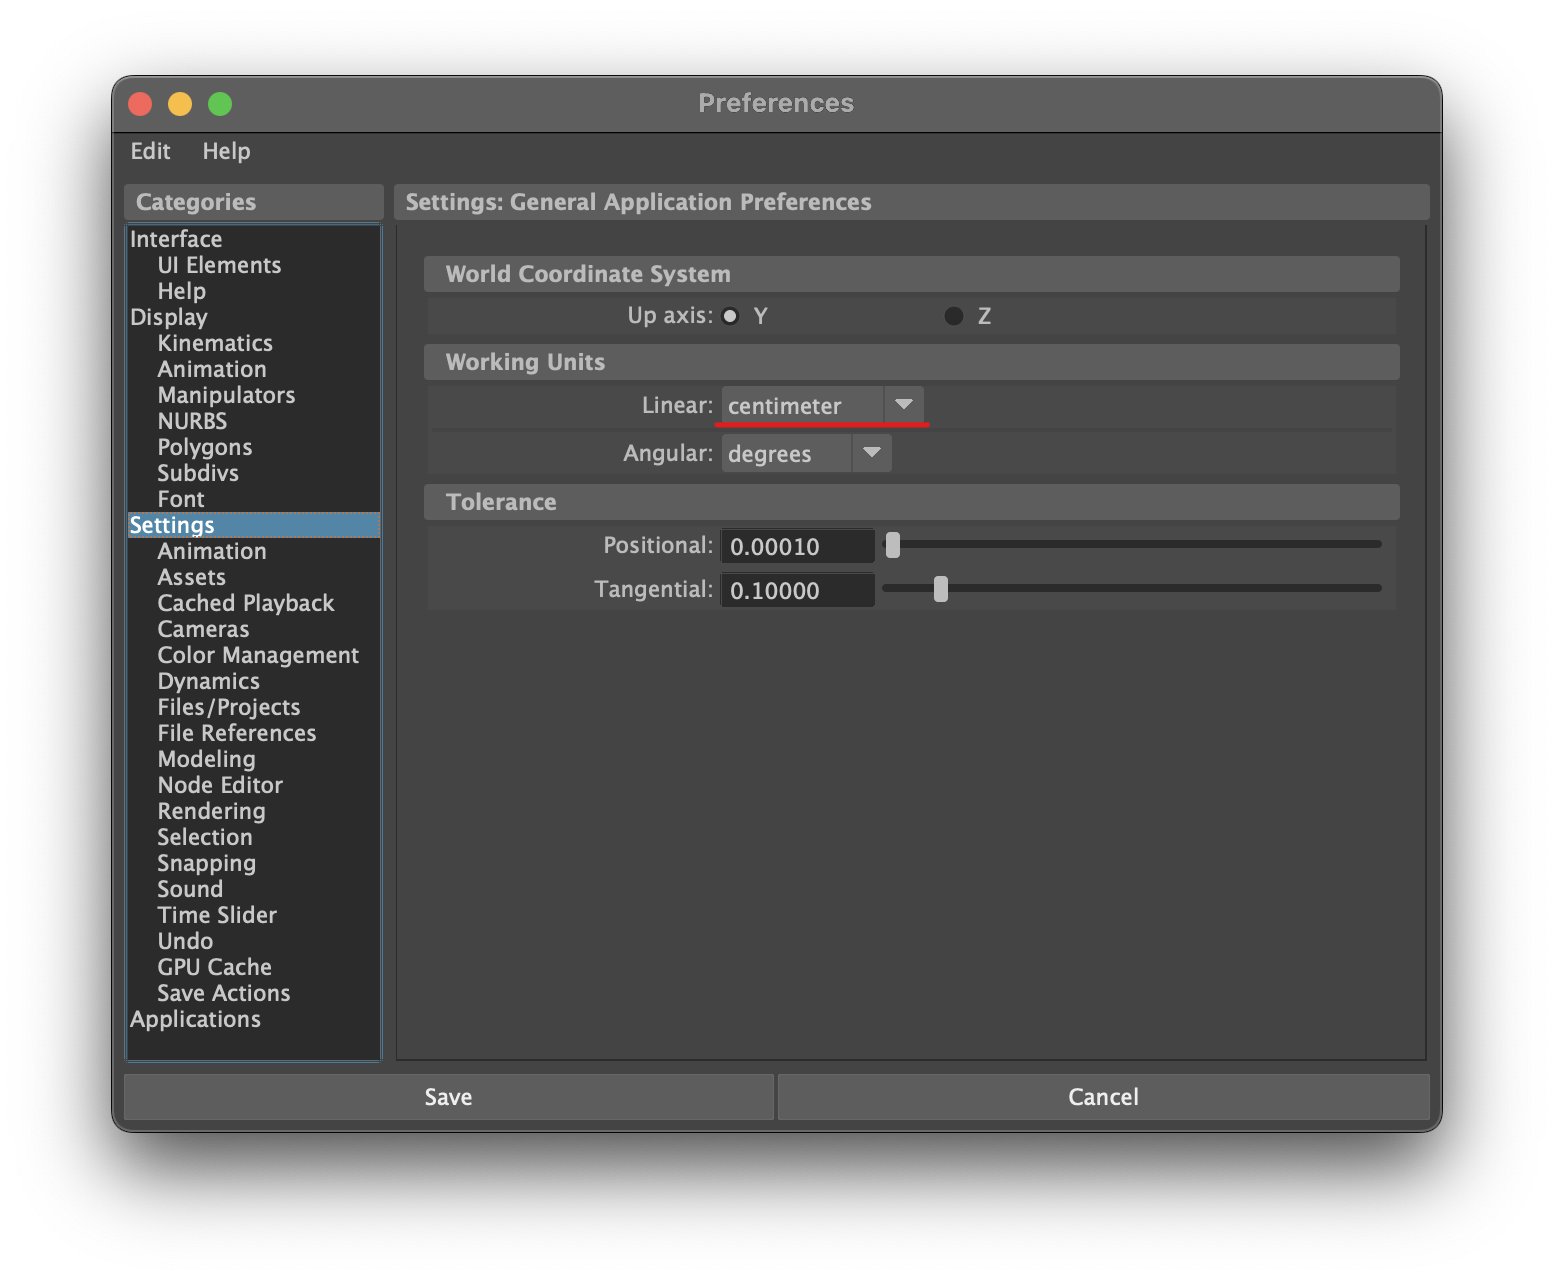 Preferences
Edit Help
Categories
Interface
UI Elements
Help
Display
Kinematics
Animation
Manipulators
NURBS
Polygons
Subdivs
Font
Settings
Animation
Assets
Cached Playback
Cameras
Color Management
Dynamics
Files/Projects
File References
Modeling
Node Editor
Rendering
Selection
Snapping
Sound
Time Slider
Undo
GPU Cache
Save Actions
Applications
Settings: General Application Preferences
World Coordinate System
Up axis: Y Z
Working Units
Linear: centimeter
Angular: degrees
Tolerance
Positional: 0.00010
Tangential: 0.10000
Save Cancel